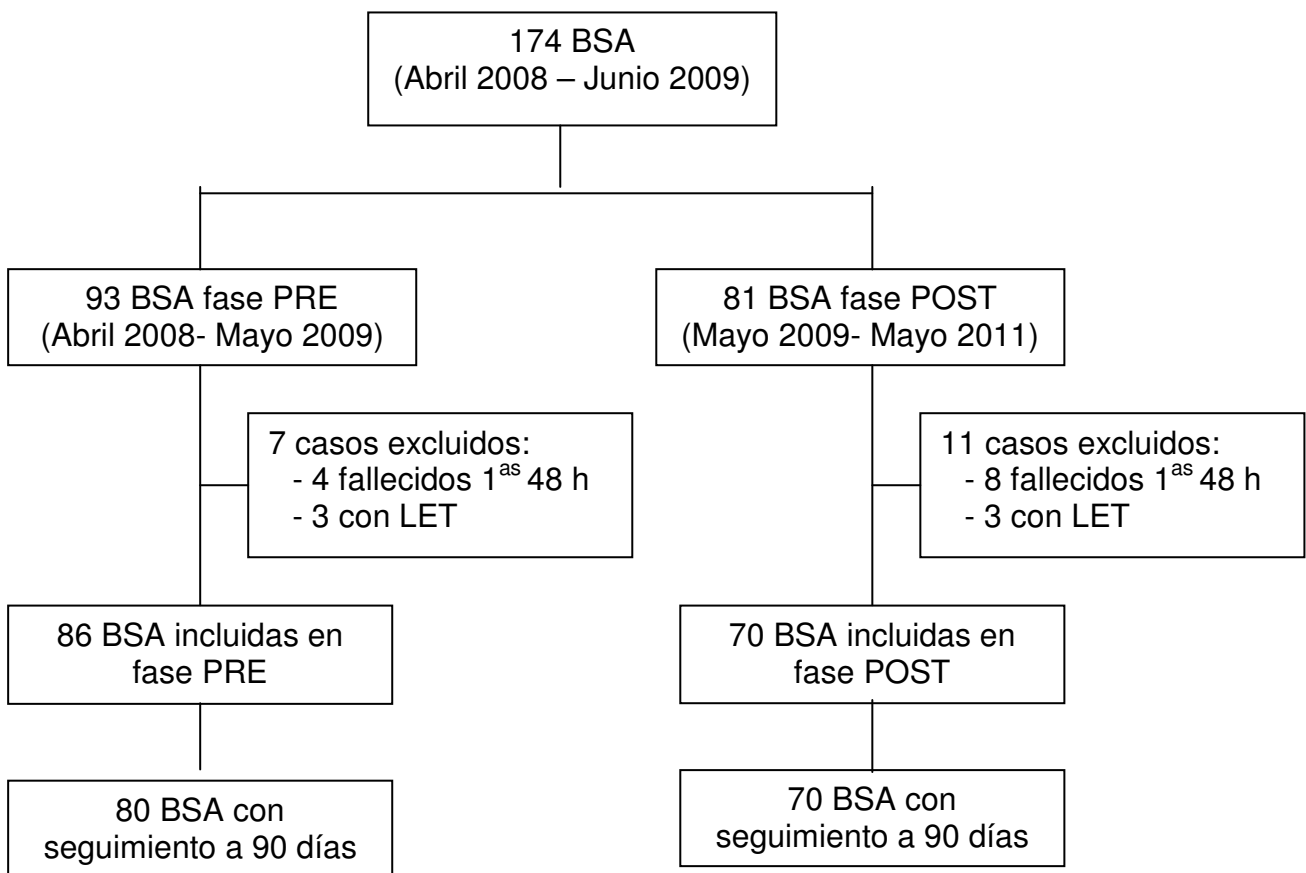 174 BSA
(Abril 2008 – Junio 2009)
93 BSA fase PRE
(Abril 2008- Mayo 2009)
81 BSA fase POST
(Mayo 2009- Mayo 2011)
7 casos excluidos:
- 4 fallecidos 1as 48 h
- 3 con LET
11 casos excluidos:
- 8 fallecidos 1as 48 h
- 3 con LET
86 BSA incluidas en
fase PRE
70 BSA incluidas en
fase POST
80 BSA con
seguimiento a 90 días
70 BSA con
seguimiento a 90 días